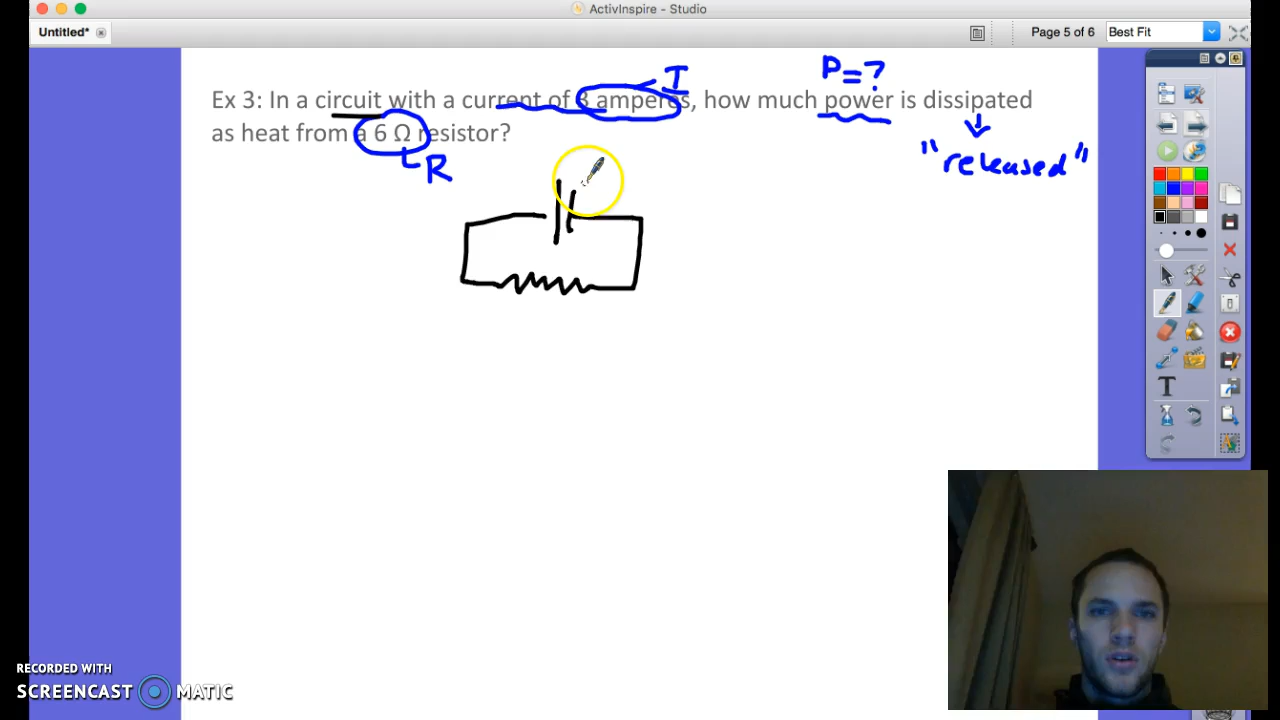 ActivInspire - Studio
Untitled*
Page 5 of 6
Best Fit
P=?
I
Ex 3: In a circuit with a current of amperes, how much power is dissipated
as heat from a 6 Ω resistor?
"released"
R
T
RECORDED WITH
SCREENCAST MATIC